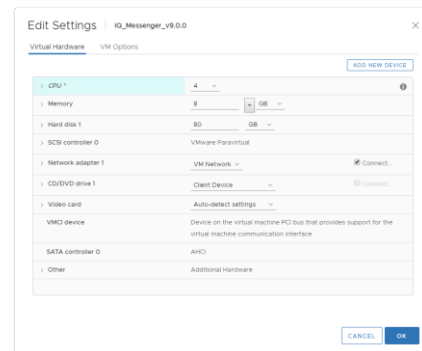 Edit Settings | IQ_Messenger_v9.0.0
Virtual Hardware VM Options
ADD NEW DEVICE
CPU * 4
Memory 8 GB
Hard disk 1 80 GB
SCSI controller 0 VMware Paravirtual
Network adapter 1 VM Network Connect...
CD/DVD drive 1 Client Device Connect...
Video card Auto-detect settings
VMCI device Device on the virtual machine PCI bus that provides support for the
virtual machine communication interface
SATA controller 0 AHCI
Other Additional Hardware
CANCEL OK